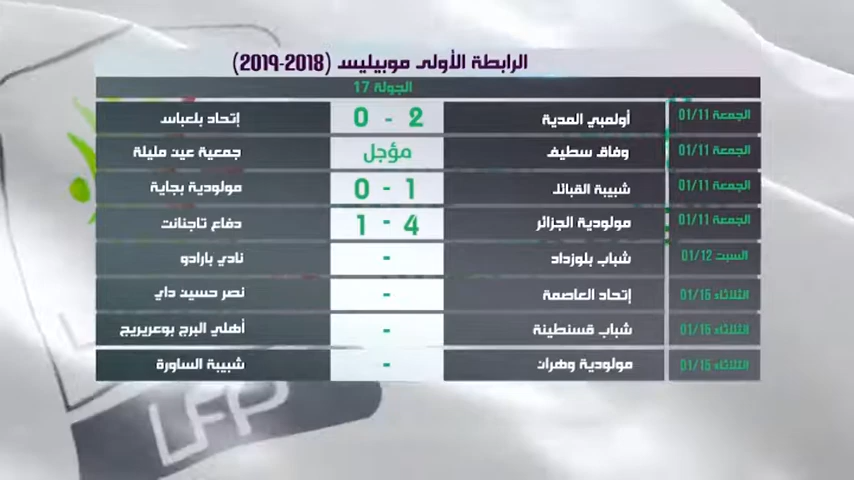 الرابطة الأولى موبيليس (2018-2019)
الجولة 17
الجمعة 01/11 أولمبي المدية 2 - 0 إتحاد بلعباس
الجمعة 01/11 وفاق سطيف مؤجل جمعية عين مليلة
الجمعة 01/11 شبيبة القبائل 1 - 0 مولودية بجاية
الجمعة 01/11 مولودية الجزائر 4 - 1 دفاع تاجنانت
السبت 01/12 شباب بلوزداد - نادي بارادو
الثلاثاء 01/15 إتحاد العاصمة - نصر حسين داي
الثلاثاء 01/15 شباب قسنطينة - أهلي البرج بوعريريج
الثلاثاء 01/15 مولودية وهران - شبيبة الساورة
LFP